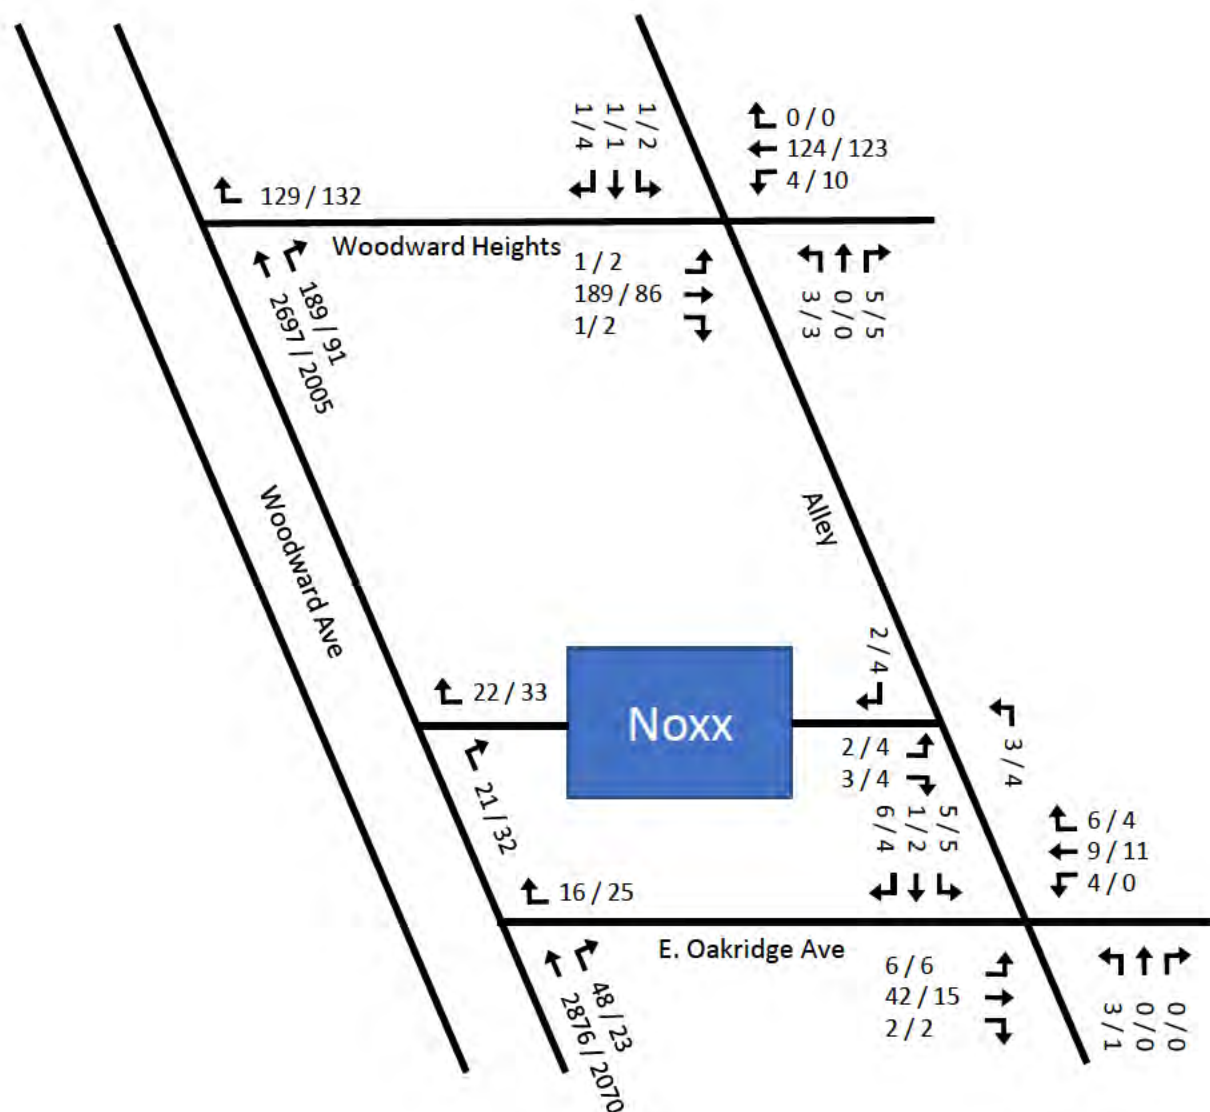 1 / 4
1 / 1
1 / 2
0 / 0
124 / 123
4 / 10
129 / 132
Woodward Heights
189 / 91
2697 / 2005
1 / 2
189 / 86
1/ 2
3 / 3
0 / 0
5 / 5
Woodward Ave
Alley
2 / 4
22 / 33
Noxx
2 / 4
3 / 4
3 / 4
21 / 32
6 / 4
1 / 2
5 / 5
6 / 4
9 / 11
4 / 0
16 / 25
E. Oakridge Ave
48 / 23
2876 / 2070
6 / 6
42 / 15
2 / 2
3 / 1
0 / 0
0 / 0